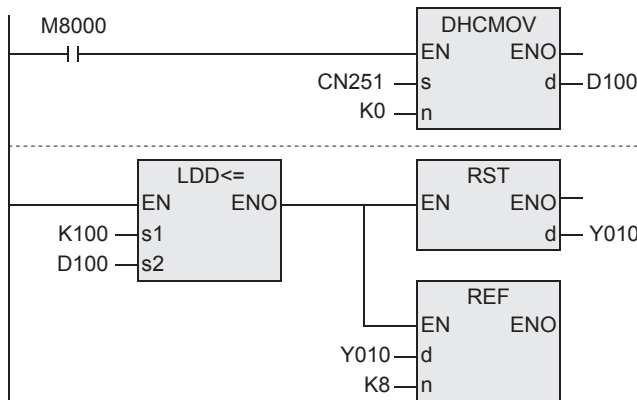 M8000
DHCMOV
EN ENO
CN251 s d D100
K0 n
LDD<= RST
EN ENO EN ENO
K100 s1 d Y010
D100 s2
REF
EN ENO
Y010 d
K8 n